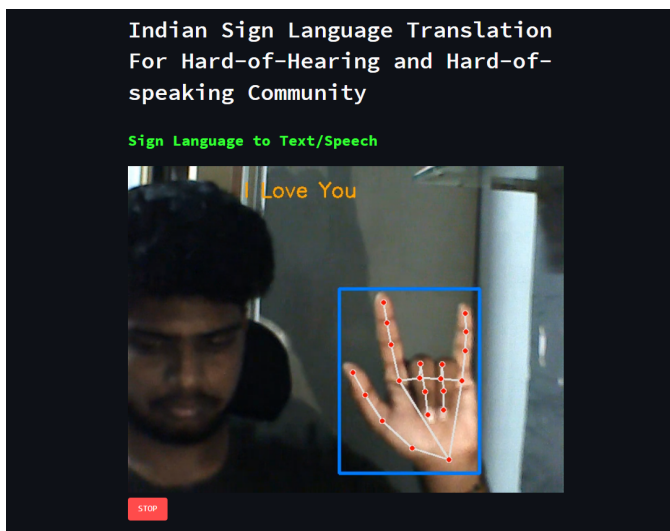 Indian Sign Language Translation
For Hard-of-Hearing and Hard-of-
speaking Community
Sign Language to Text/Speech
I Love You
STOP